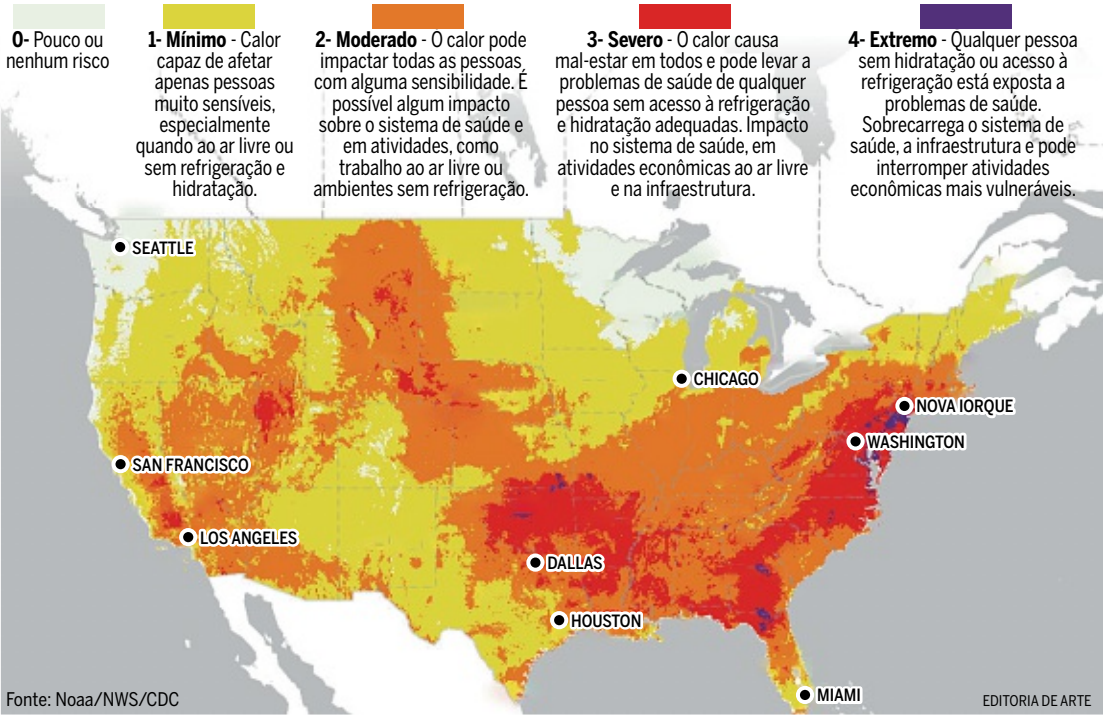 0- Pouco ou
nenhum risco
1- Mínimo - Calor
capaz de afetar
apenas pessoas
muito sensíveis,
especialmente
quando ao ar livre ou
sem refrigeração e
hidratação.
2- Moderado - O calor pode
impactar todas as pessoas
com alguma sensibilidade. É
possível algum impacto
sobre o sistema de saúde e
em atividades, como
trabalho ao ar livre ou
ambientes sem refrigeração.
3- Severo - O calor causa
mal-estar em todos e pode levar a
problemas de saúde de qualquer
pessoa sem acesso à refrigeração
e hidratação adequadas. Impacto
no sistema de saúde, em
atividades econômicas ao ar livre
e na infraestrutura.
4- Extremo - Qualquer pessoa
sem hidratação ou acesso à
refrigeração está exposta a
problemas de saúde.
Sobrecarrega o sistema de
saúde, a infraestrutura e pode
interromper atividades
econômicas mais vulneráveis.
SEATTLE
CHICAGO
NOVA IORQUE
WASHINGTON
SAN FRANCISCO
LOS ANGELES
DALLAS
HOUSTON
MIAMI
Fonte: Noaa/NWS/CDC
EDITORIA DE ARTE